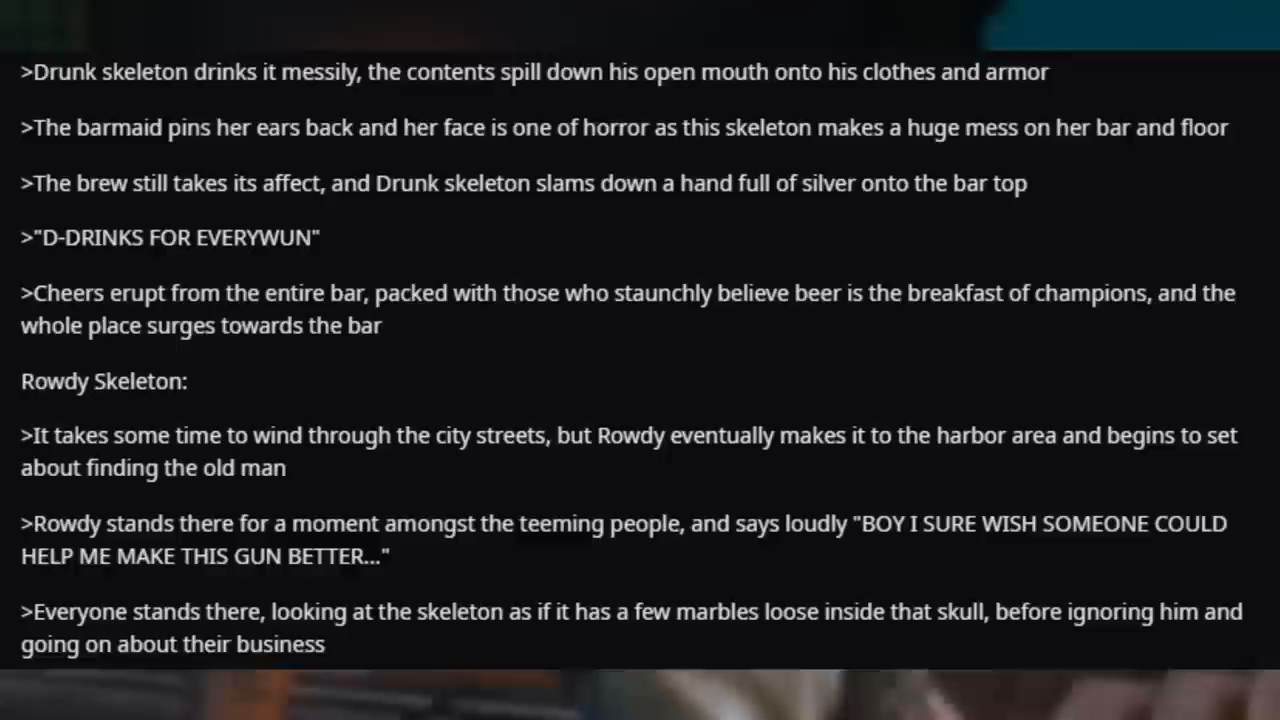 >Drunk skeleton drinks it messily, the contents spill down his open mouth onto his clothes and armor
>The barmaid pins her ears back and her face is one of horror as this skeleton makes a huge mess on her bar and floor
>The brew still takes its affect, and Drunk skeleton slams down a hand full of silver onto the bar top
>"D-DRINKS FOR EVERYWUN"
>Cheers erupt from the entire bar, packed with those who staunchly believe beer is the breakfast of champions, and the
whole place surges towards the bar
Rowdy Skeleton:
>It takes some time to wind through the city streets, but Rowdy eventually makes it to the harbor area and begins to set
about finding the old man
>Rowdy stands there for a moment amongst the teeming people, and says loudly "BOY I SURE WISH SOMEONE COULD
HELP ME MAKE THIS GUN BETTER..."
>Everyone stands there, looking at the skeleton as if it has a few marbles loose inside that skull, before ignoring him and
going on about their business